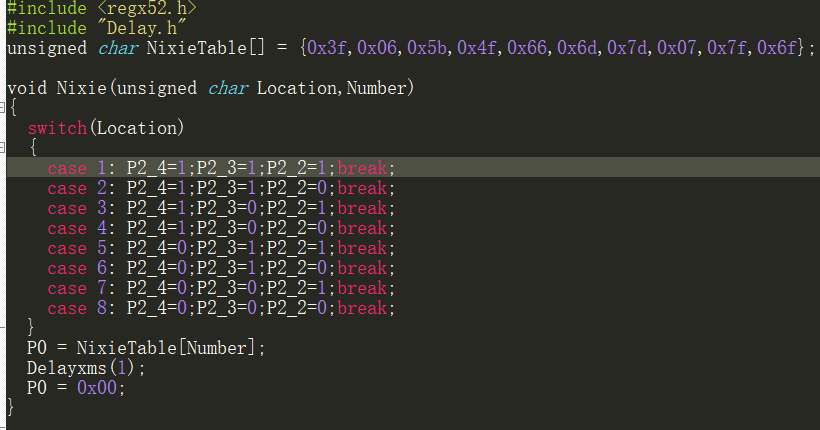 #include <regx52.h>
#include "Delay.h"
unsigned char NixieTable[] = {0x3f,0x06,0x5b,0x4f,0x66,0x6d,0x7d,0x07,0x7f,0x6f};
void Nixie(unsigned char Location,Number)
{
switch(Location)
{
case 1: P2_4=1;P2_3=1;P2_2=1;break;
case 2: P2_4=1;P2_3=1;P2_2=0;break;
case 3: P2_4=1;P2_3=0;P2_2=1;break;
case 4: P2_4=1;P2_3=0;P2_2=0;break;
case 5: P2_4=0;P2_3=1;P2_2=1;break;
case 6: P2_4=0;P2_3=1;P2_2=0;break;
case 7: P2_4=0;P2_3=0;P2_2=1;break;
case 8: P2_4=0;P2_3=0;P2_2=0;break;
}
P0 = NixieTable[Number];
Delayxms(1);
P0 = 0x00;
}